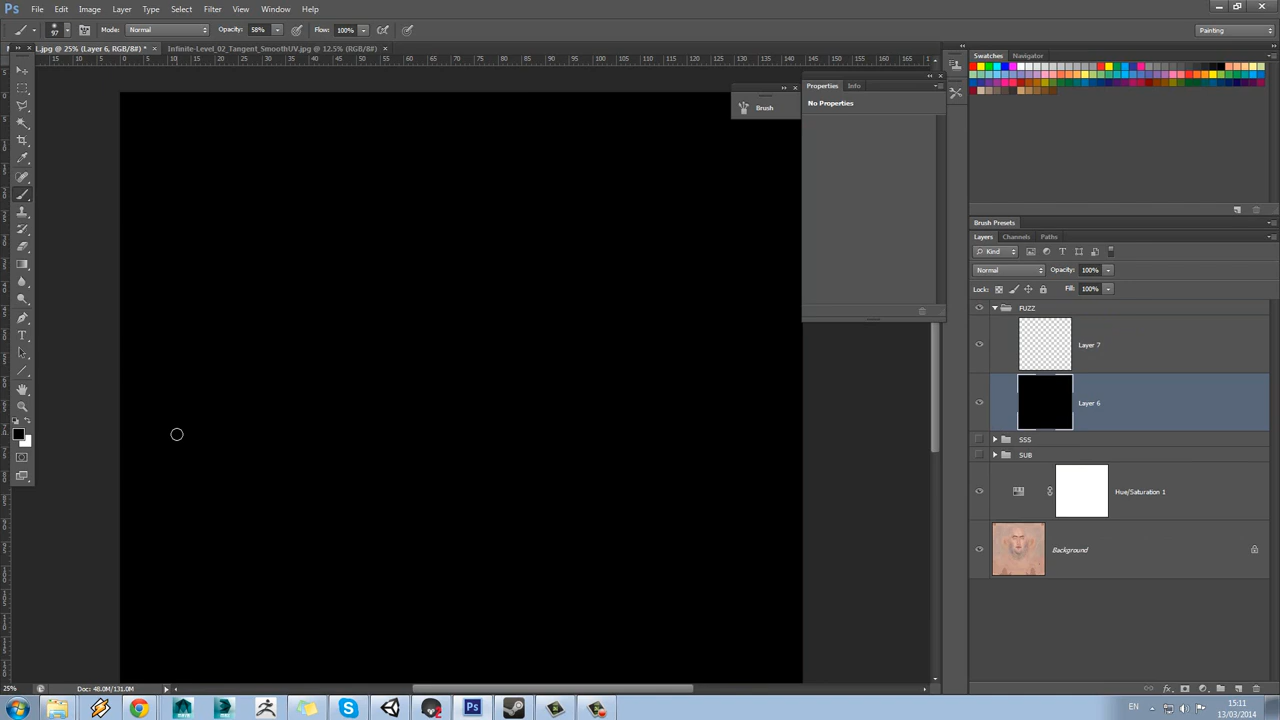 Ps File Edit Image Layer Type Select Filter View Window Help
97 Mode: Normal Opacity: 58% Flow: 100% Painting
L.jpg @ 25% (Layer 6, RGB/8#) * × Infinite-Level_02_Tangent_SmoothUV.jpg @ 12.5% (RGB/8#) ×
Swatches Navigator
Properties Info
No Properties
Brush
Brush Presets
Layers Channels Paths
Kind
Normal Opacity: 100%
Lock: Fill: 100%
FUZZ
Layer 7
Layer 6
SSS
SUB
Hue/Saturation 1
Background
25% Doc: 48.0M/131.0M
EN 15:11
13/03/2014